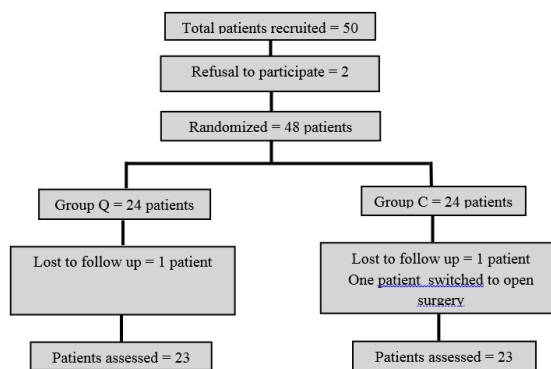 Total patients recruited = 50
Refusal to participate = 2
Randomized = 48 patients
Group Q = 24 patients
Group C = 24 patients
Lost to follow up = 1 patient
Lost to follow up = 1 patient
One patient switched to open
surgery
Patients assessed = 23
Patients assessed = 23